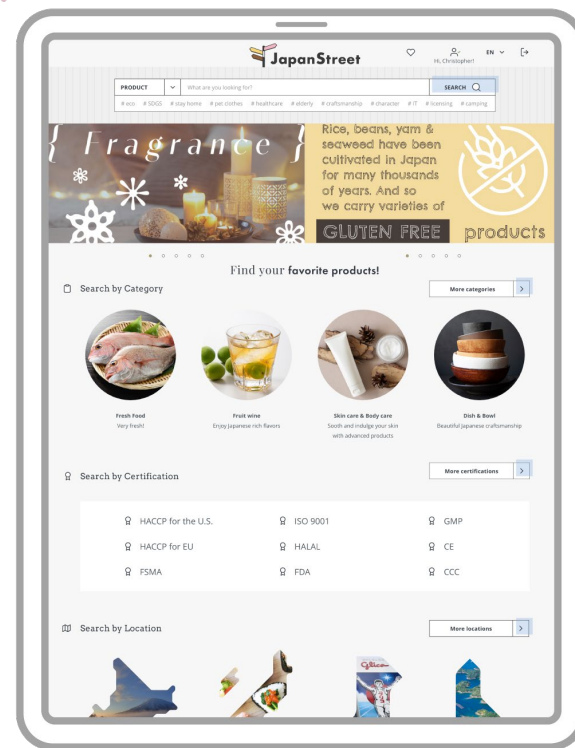 JapanStreet
Hi, Christopher!
EN
PRODUCT
What are you looking for?
SEARCH
# eco # SDGS # stay home # pet clothes # healthcare # elderly # craftsmanship # character # IT # licensing # camping
{ Fragrance }
Rice, beans, yam &
seaweed have been
cultivated in Japan
for many thousands
of years. And so
we carry varieties of
GLUTEN FREE products
Find your favorite products!
Search by Category
More categories
Fresh Food
Very fresh!
Fruit wine
Enjoy Japanese rich flavors
Skin care & Body care
Sooth and indulge your skin
with advanced products
Dish & Bowl
Beautiful Japanese craftsmanship
Search by Certification
More certifications
HACCP for the U.S.
ISO 9001
GMP
HACCP for EU
HALAL
CE
FSMA
FDA
CCC
Search by Location
More locations
Glico